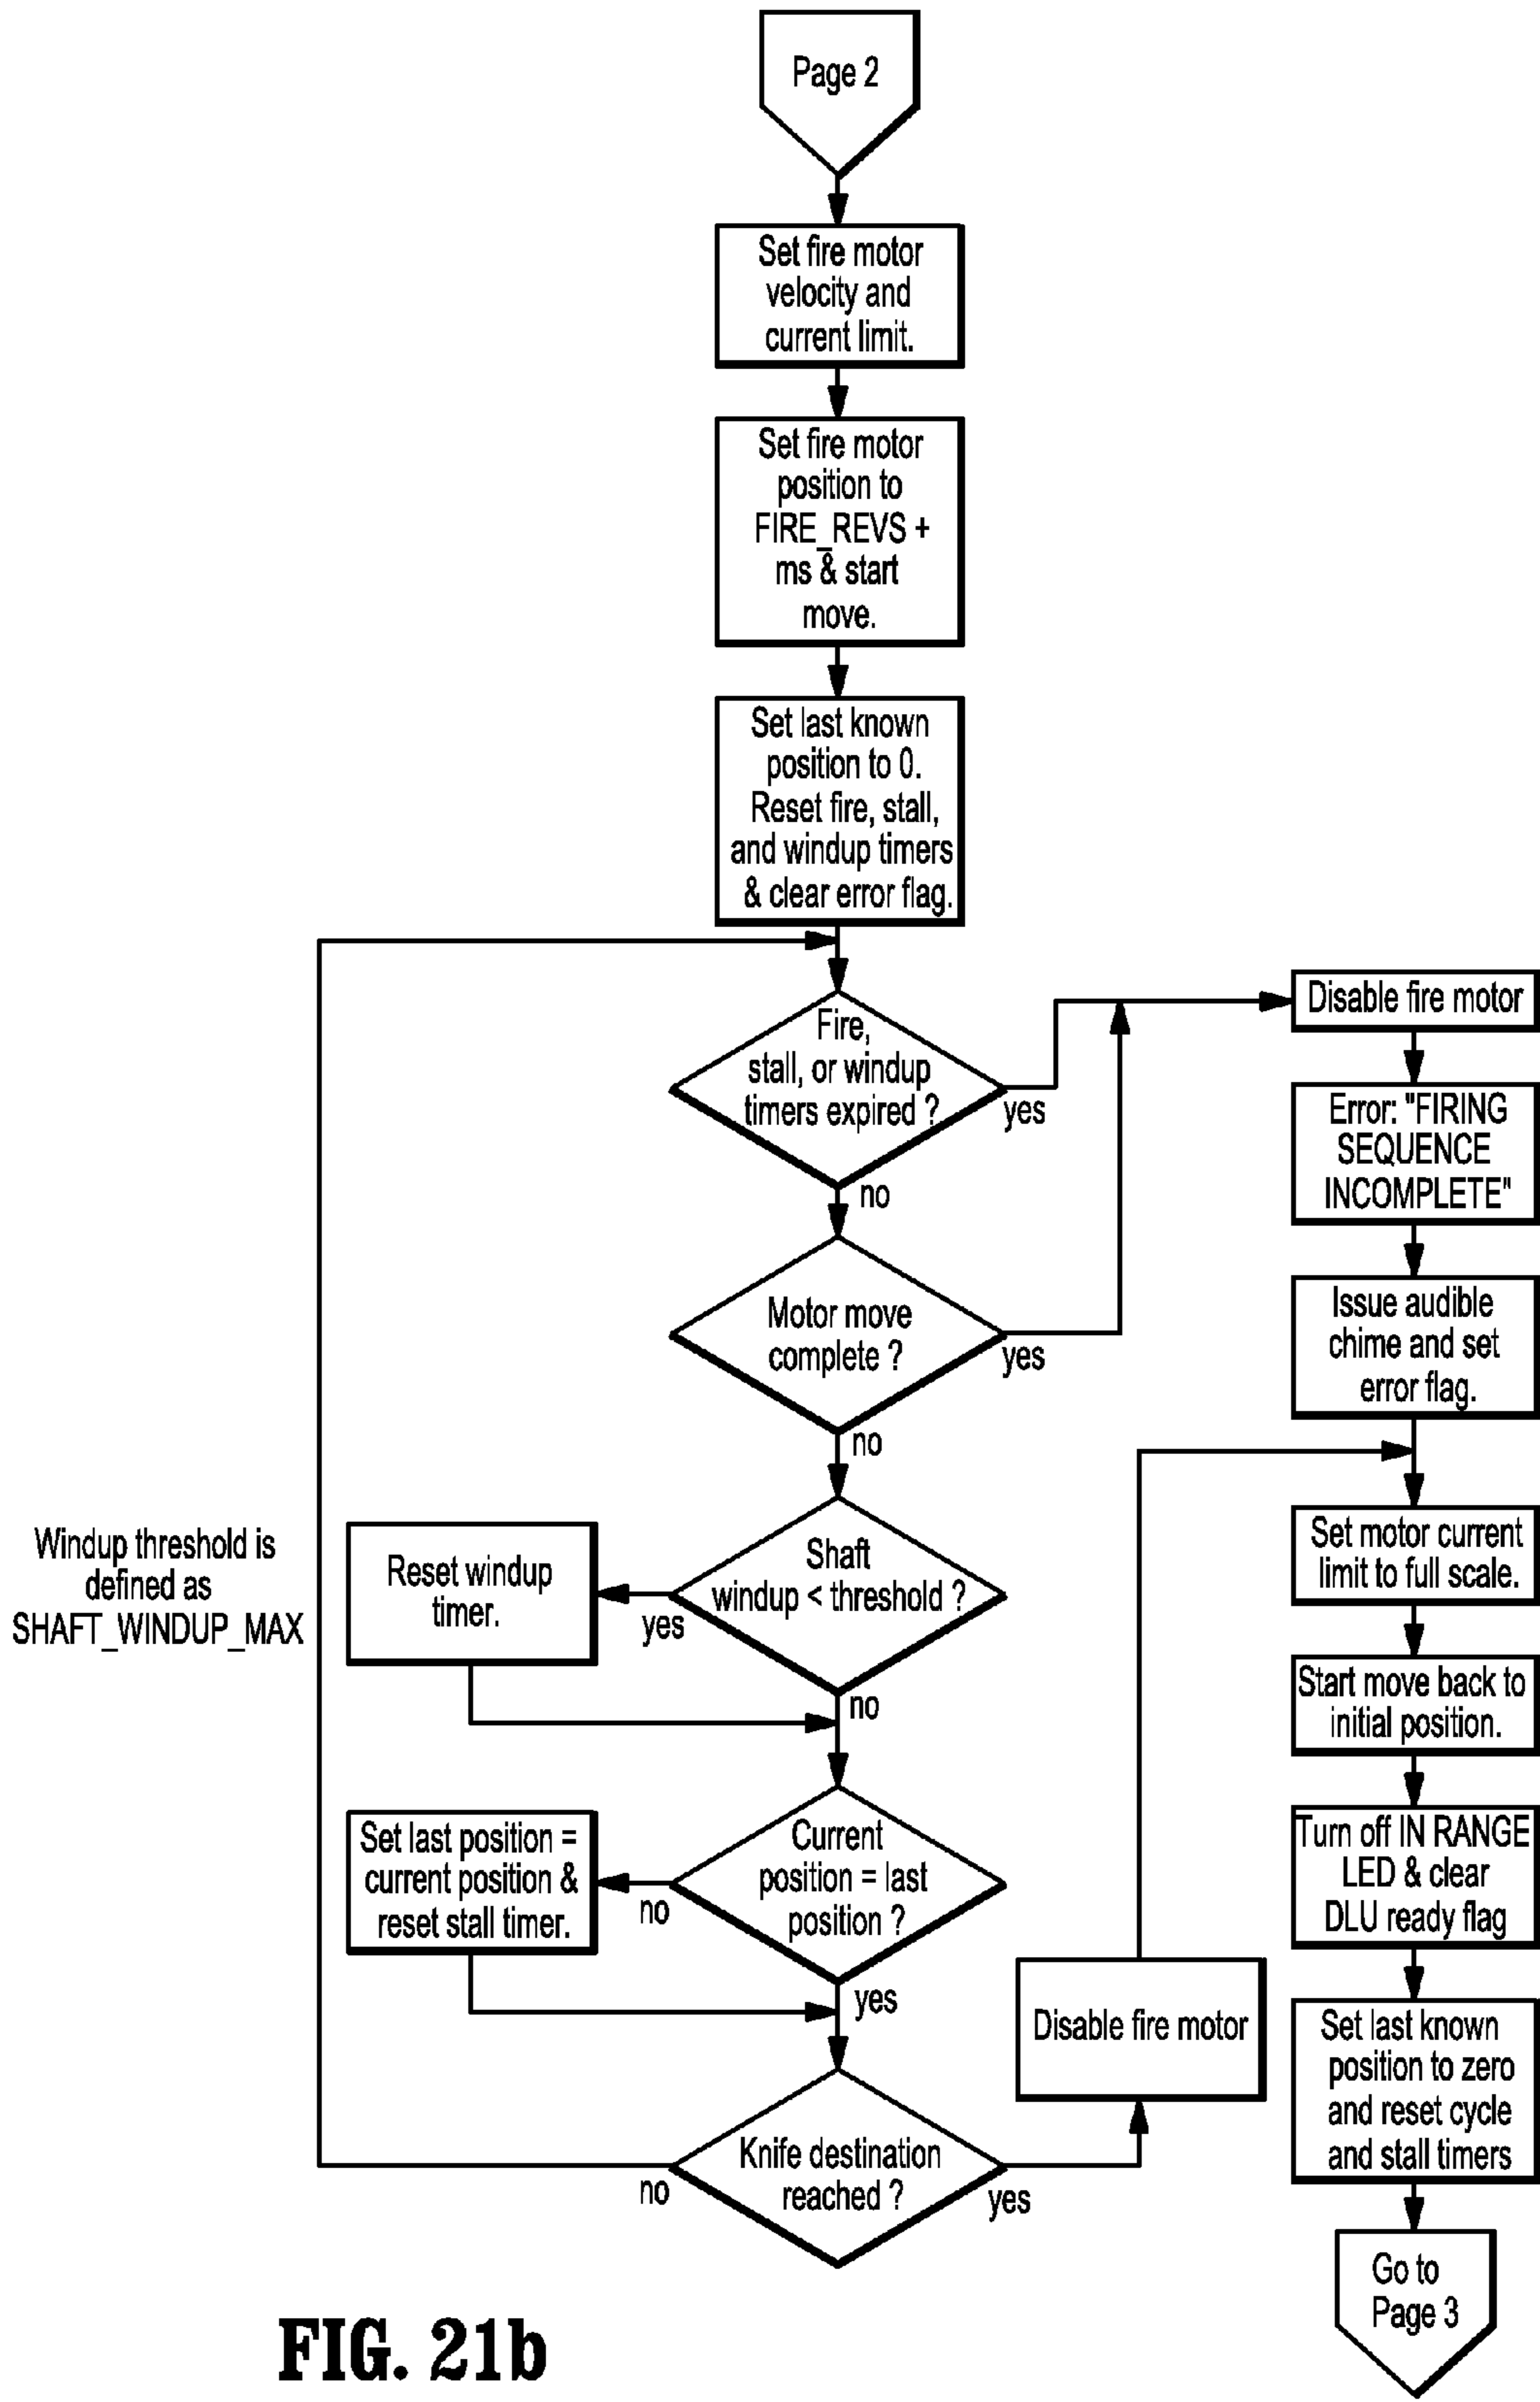 Page 2
Set fire motor
velocity and
current limit.
Set fire motor
position to
FIRE_REVS +
ms & start
move.
Set last known
position to 0.
Reset fire, stall,
and windup timers
& clear error flag.
Fire,
stall, or windup
timers expired ?
yes
no
Motor move
complete ?
yes
no
Shaft
windup < threshold ?
yes
no
Reset windup
timer.
Windup threshold is
defined as
SHAFT_WINDUP_MAX
Current
position = last
position ?
no
yes
Set last position =
current position &
reset stall timer.
Knife destination
reached ?
no
yes
Disable fire motor
Disable fire motor
Error: "FIRING
SEQUENCE
INCOMPLETE"
Issue audible
chime and set
error flag.
Set motor current
limit to full scale.
Start move back to
initial position.
Turn off IN RANGE
LED & clear
DLU ready flag
Set last known
position to zero
and reset cycle
and stall timers
Go to
Page 3
FIG. 21b